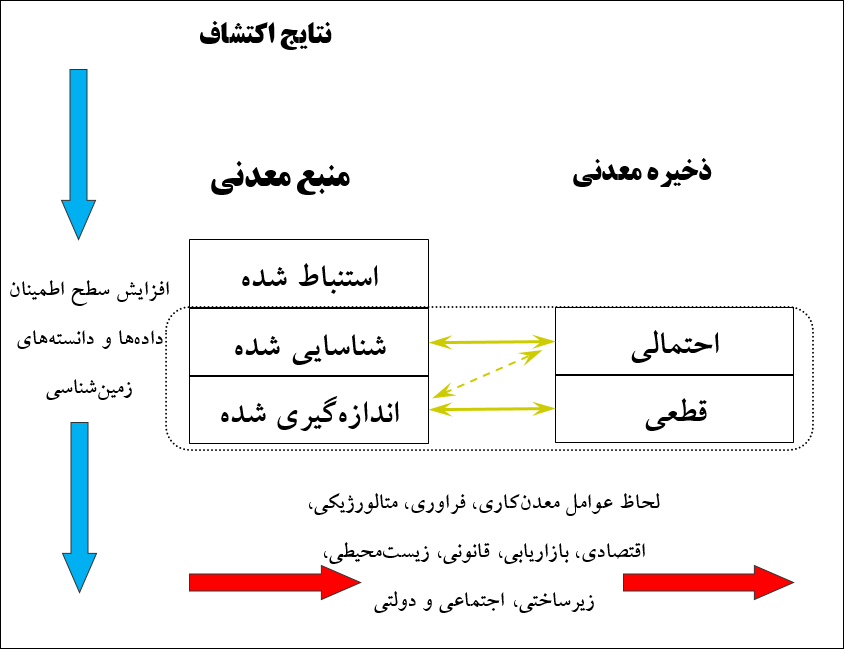 نتایج اکتشاف
ذخیره معدنی
منبع معدنی
استنباط شده
شناسایی شده
اندازه‌گیری شده
احتمالی
قطعی
افزایش سطح اطمینان
داده‌ها و دانسته‌های
زمین‌شناسی
لحاظ عوامل معدن‌کاری، فراوری، متالورژیکی،
اقتصادی، بازاریابی، قانونی، زیست‌محیطی،
زیرساختی، اجتماعی و دولتی